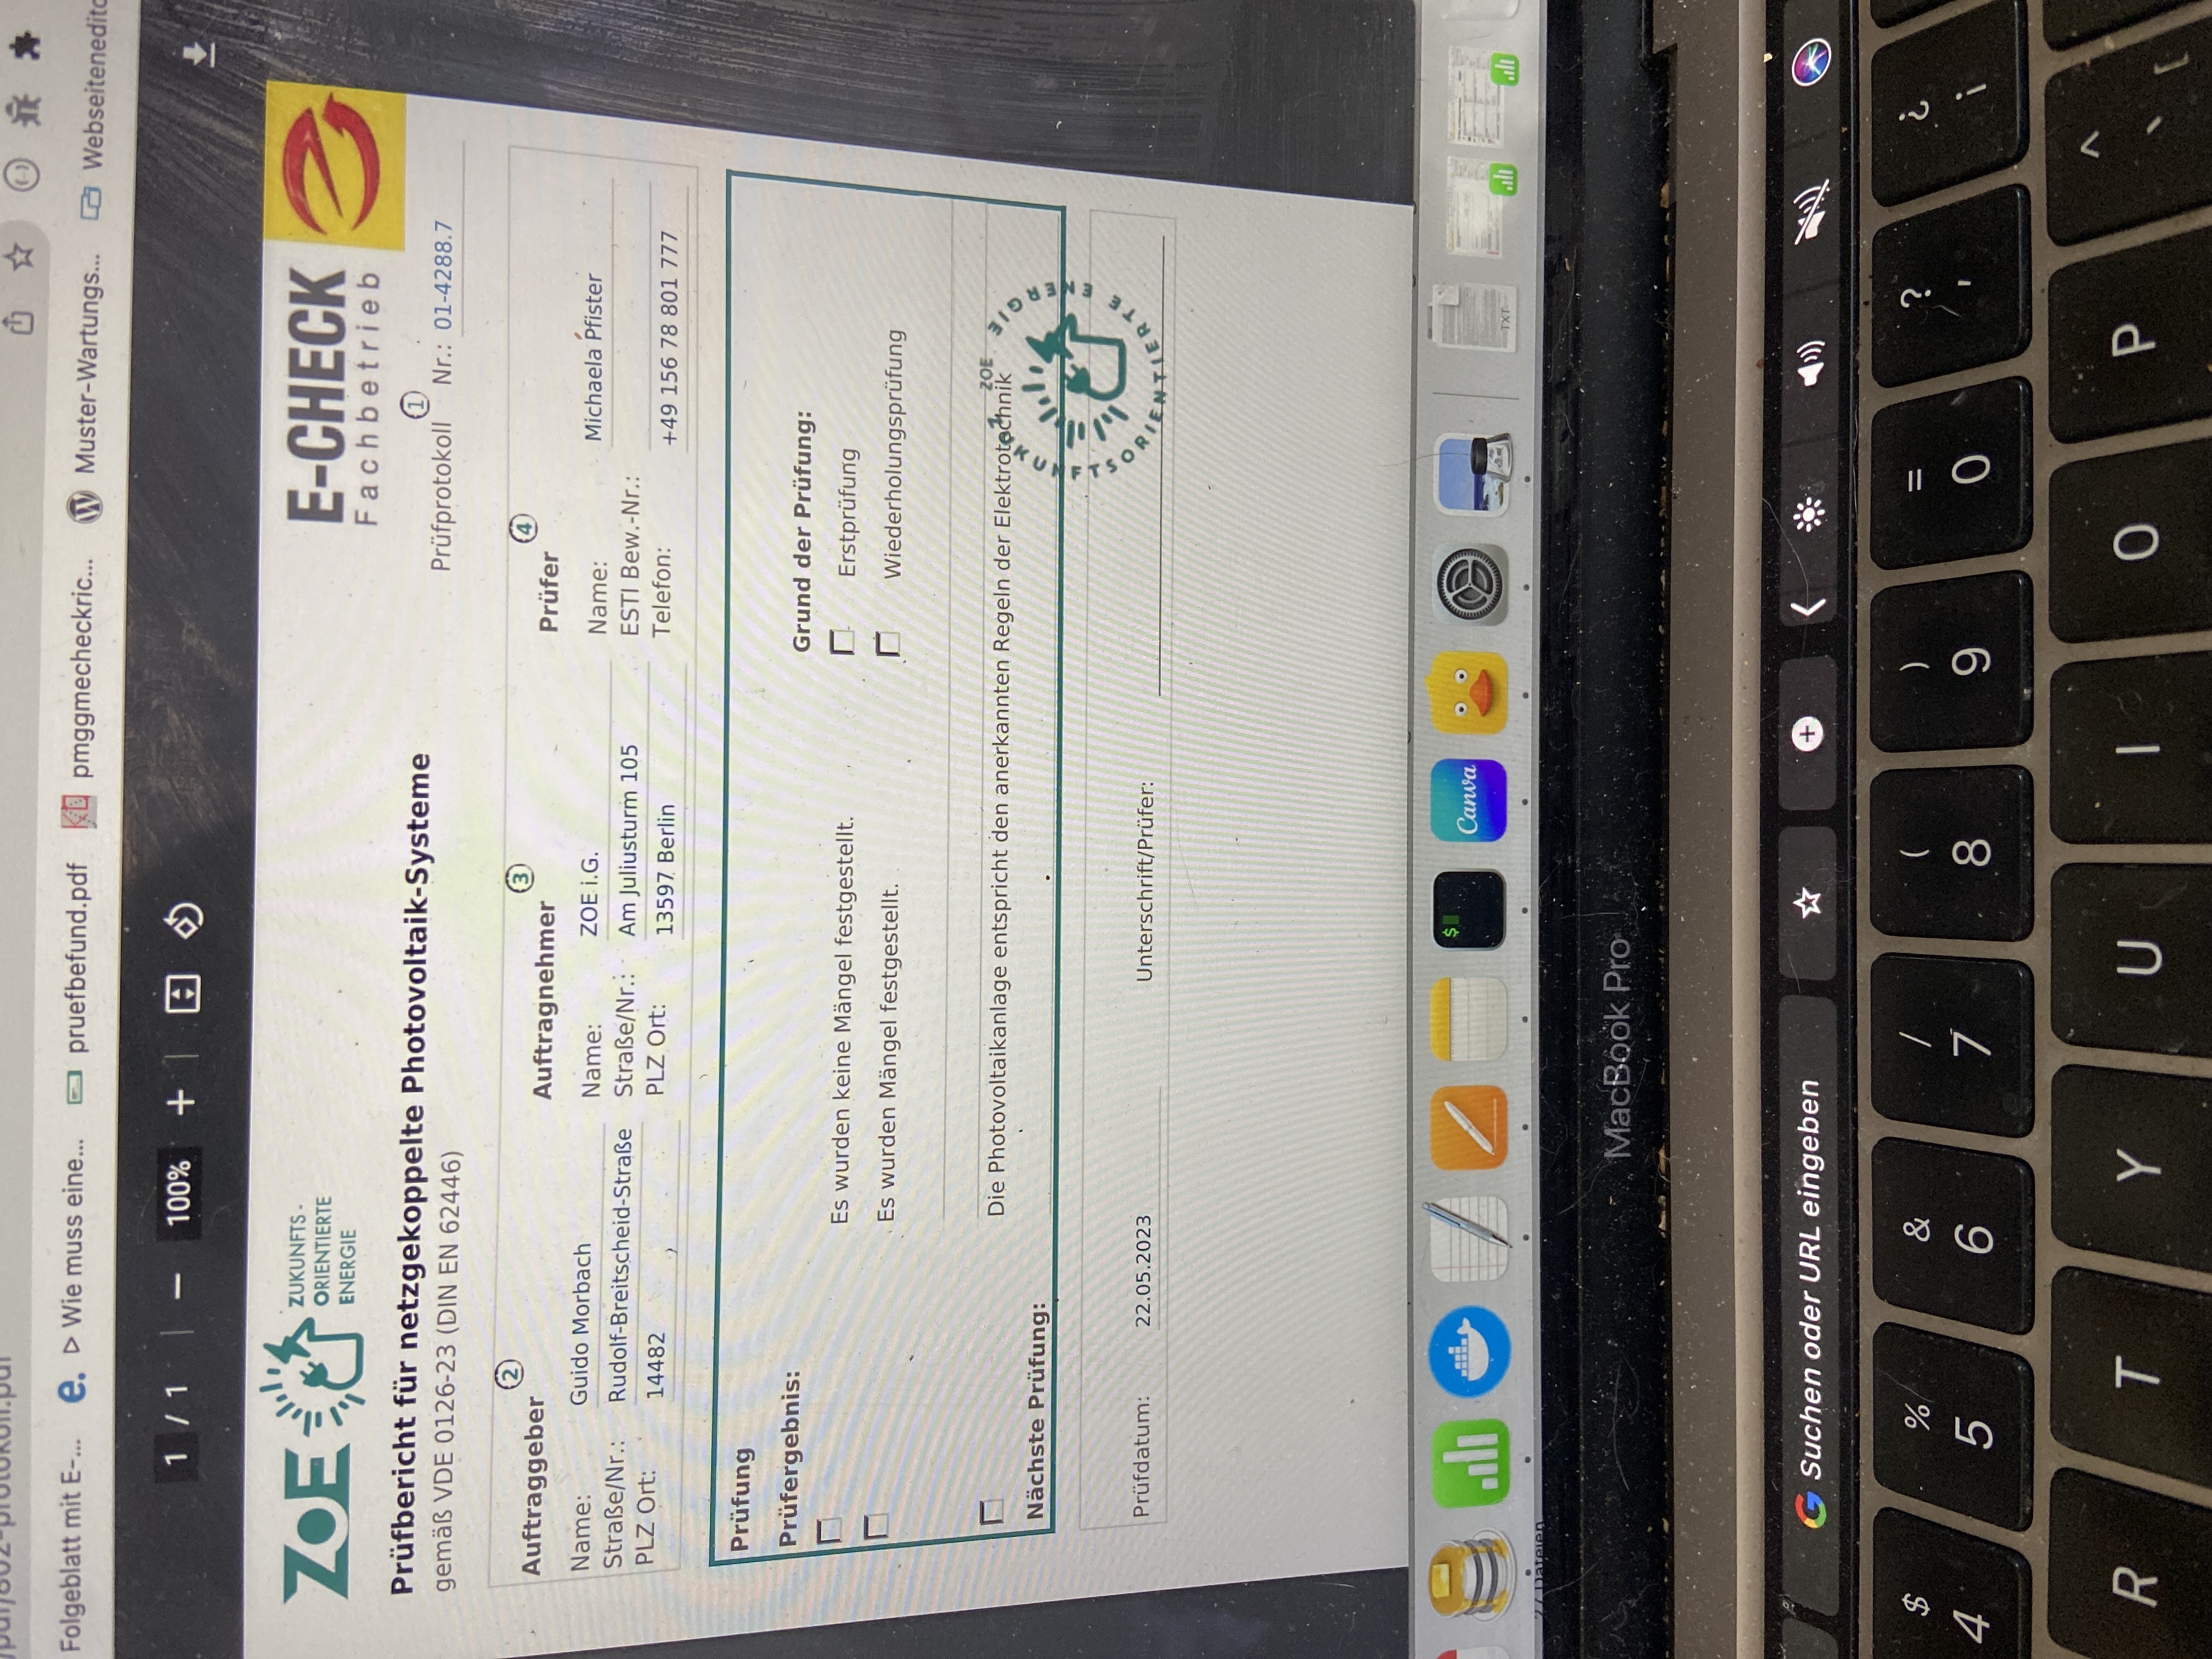 /pdf/802-protokoll.pdf
Folgeblatt mit E-...
e. ▷ Wie muss eine...
pruefbefund.pdf
pmggmecheckric...
Muster-Wartungs...
1 / 1
−
100%
+
ZOE
ZUKUNFTS-
ORIENTIERTE
ENERGIE
E-CHECK
Fachbetrieb
Prüfbericht für netzgekoppelte Photovoltaik-Systeme
gemäß VDE 0126-23 (DIN EN 62446)
Prüfprotokoll ① Nr.: 01-4288.7
Auftraggeber ②
Name: Guido Morbach
Straße/Nr.: Rudolf-Breitscheid-Straße
PLZ Ort: 14482
Auftragnehmer ③
Name: ZOE i.G.
Straße/Nr.: Am Juliusturm 105
PLZ Ort: 13597 Berlin
Prüfer ④
Name: Michaela Pfister
ESTI Bew.-Nr.:
Telefon: +49 156 78 801 777
Prüfung
Prüfergebnis:
Es wurden keine Mängel festgestellt.
Es wurden Mängel festgestellt.
Grund der Prüfung:
Erstprüfung
Wiederholungsprüfung
Die Photovoltaikanlage entspricht den anerkannten Regeln der Elektrotechnik
Nächste Prüfung:
ZOE
ZUKUNFTSORIENTIERTE ENERGIE
Prüfdatum: 22.05.2023
Unterschrift/Prüfer:
$
Canva
TXT
27 Dateien
MacBook Pro
Suchen oder URL eingeben
$ % & / ( ) = ? ¿
4 5 6 7 8 9 0 ' ¡
R T Y U I O P ^ ` [